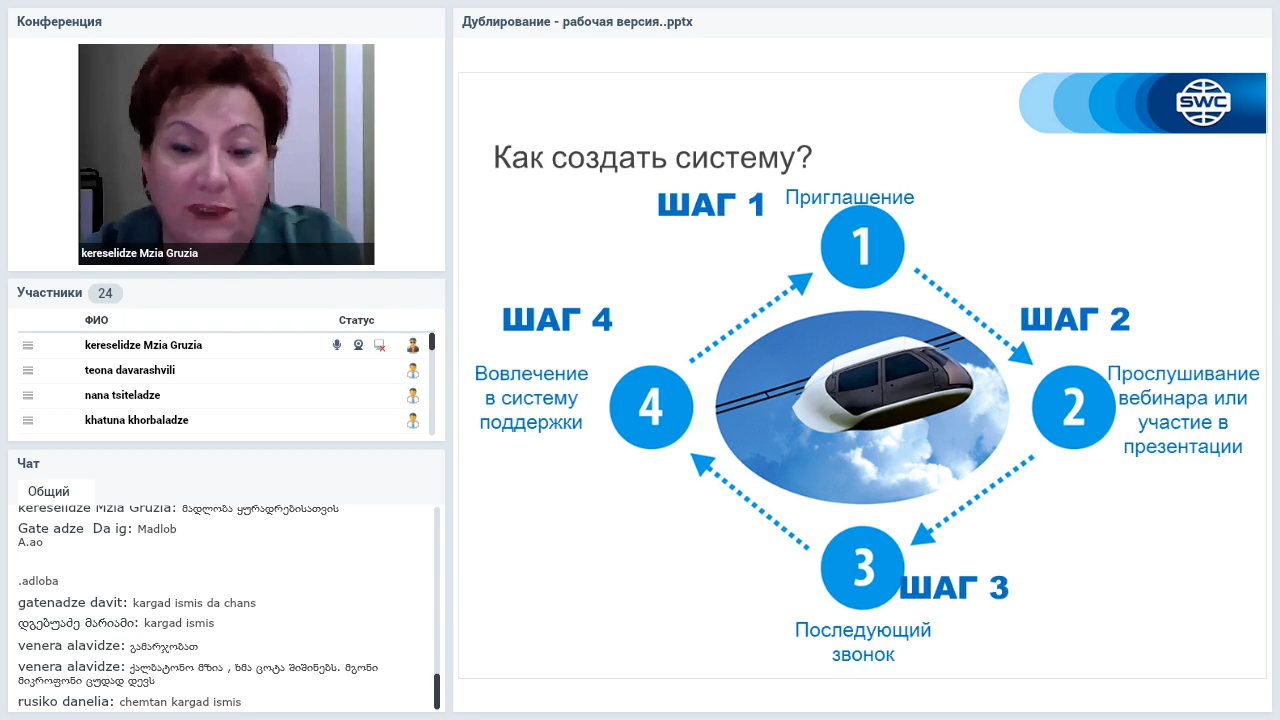 Конференция
kereselidze Mzia Gruzia
Участники 24
ФИО Статус
kereselidze Mzia Gruzia
teona davarashvili
nana tsiteladze
khatuna khorbaladze
Чат
Общий
kereselidze Mzia Gruzia: მადლობა ყურადრებისათვის
Gate adze Da ig: Madlob
A.ao
.adloba
gatenadze davit: kargad ismis da chans
დგებუაძე მარიამი: kargad ismis
venera alavidze: გამარჯობათ
venera alavidze: ქალბატონო მზია , ხმა ცოტა შიშინებს. მგონი
მიკროფონი ცუდად დევს
rusiko danelia: chemtan kargad ismis
Дублирование - рабочая версия..pptx
SWC
Как создать систему?
ШАГ 1
Приглашение
1
ШАГ 2
2
Прослушивание
вебинара или
участие в
презентации
3
ШАГ 3
Последующий
звонок
ШАГ 4
Вовлечение
в систему
поддержки
4